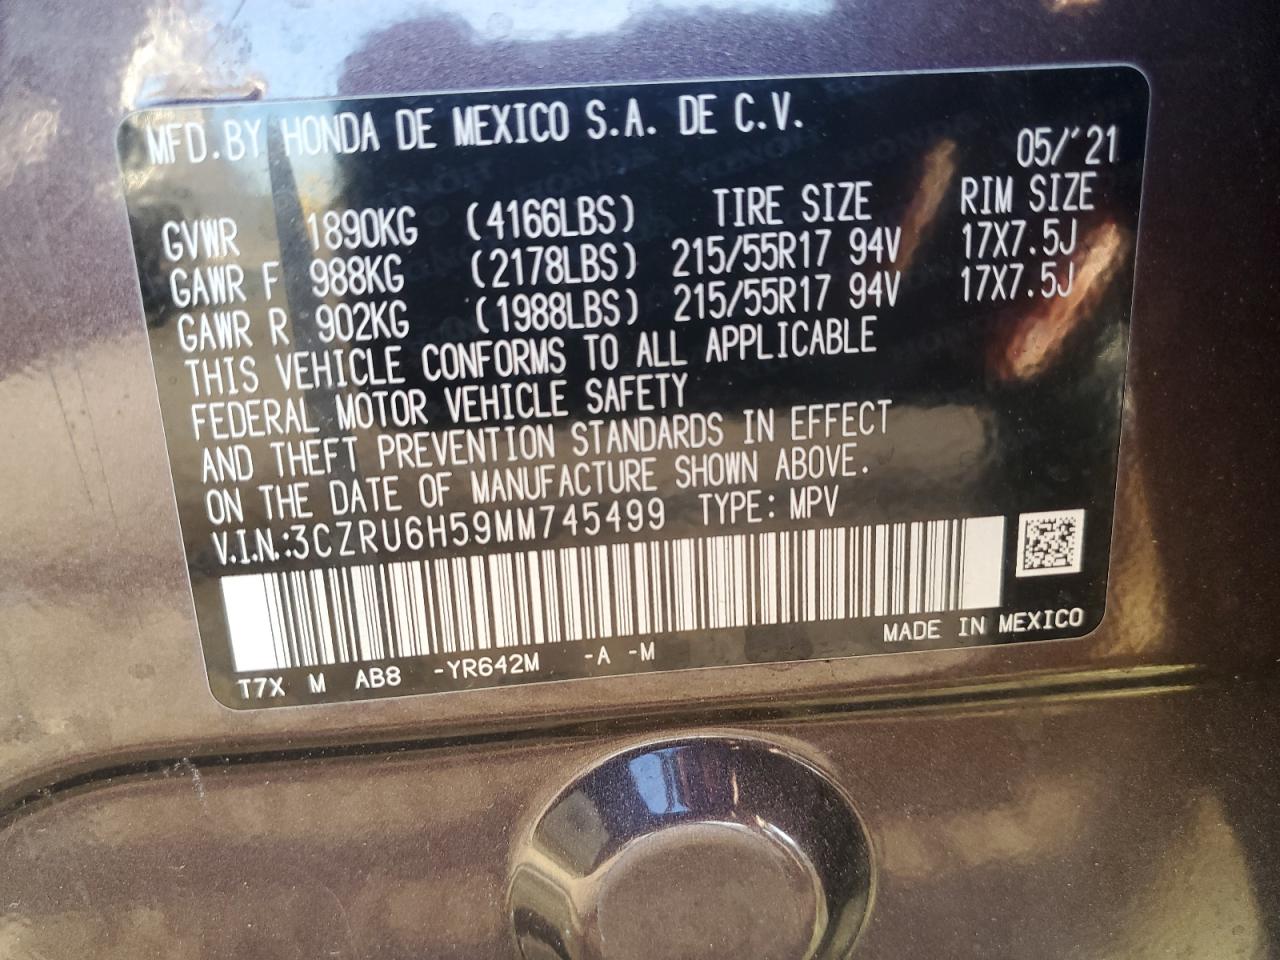 MFD.BY HONDA DE MEXICO S.A. DE C.V.
05/'21
TIRE SIZE RIM SIZE
GVWR 1890KG (4166LBS)
GAWR F 988KG (2178LBS) 215/55R17 94V 17X7.5J
GAWR R 902KG (1988LBS) 215/55R17 94V 17X7.5J
THIS VEHICLE CONFORMS TO ALL APPLICABLE
FEDERAL MOTOR VEHICLE SAFETY
AND THEFT PREVENTION STANDARDS IN EFFECT
ON THE DATE OF MANUFACTURE SHOWN ABOVE.
V.I.N.:3CZRU6H59MM745499 TYPE: MPV
MADE IN MEXICO
T7X M AB8 -YR642M -A -M